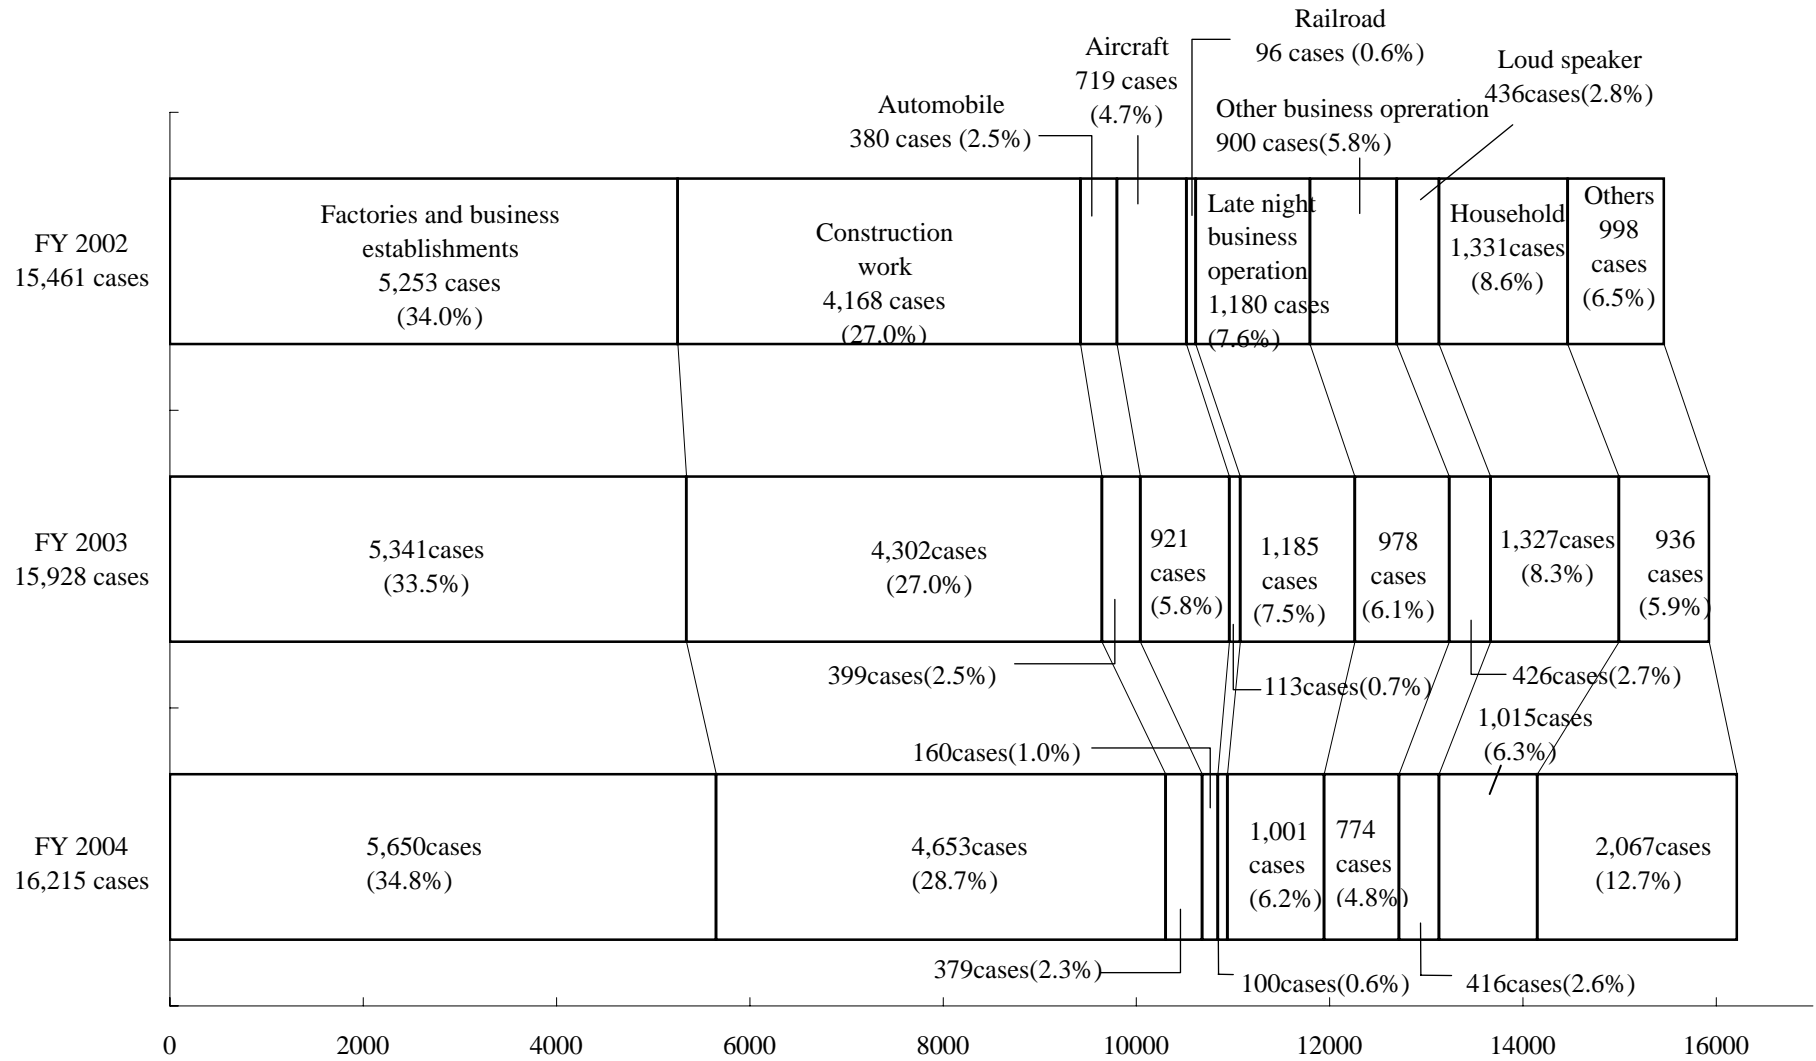 Railroad
96 cases (0.6%)
Aircraft
719 cases
(4.7%)
Loud speaker
436cases(2.8%)
Automobile
380 cases (2.5%)
Other business opreration
900 cases(5.8%)
FY 2002
15,461 cases
Factories and business
establishments
5,253 cases
(34.0%)
Construction
work
4,168 cases
(27.0%)
Late night
business
operation
1,180 cases
(7.6%)
Household
1,331cases
(8.6%)
Others
998
cases
(6.5%)
FY 2003
15,928 cases
5,341cases
(33.5%)
4,302cases
(27.0%)
921
cases
(5.8%)
1,185
cases
(7.5%)
978
cases
(6.1%)
1,327cases
(8.3%)
936
cases
(5.9%)
399cases(2.5%)
113cases(0.7%)
426cases(2.7%)
160cases(1.0%)
1,015cases
(6.3%)
FY 2004
16,215 cases
5,650cases
(34.8%)
4,653cases
(28.7%)
1,001
cases
(6.2%)
774
cases
(4.8%)
2,067cases
(12.7%)
379cases(2.3%)
100cases(0.6%)
416cases(2.6%)
0 2000 4000 6000 8000 10000 12000 14000 16000